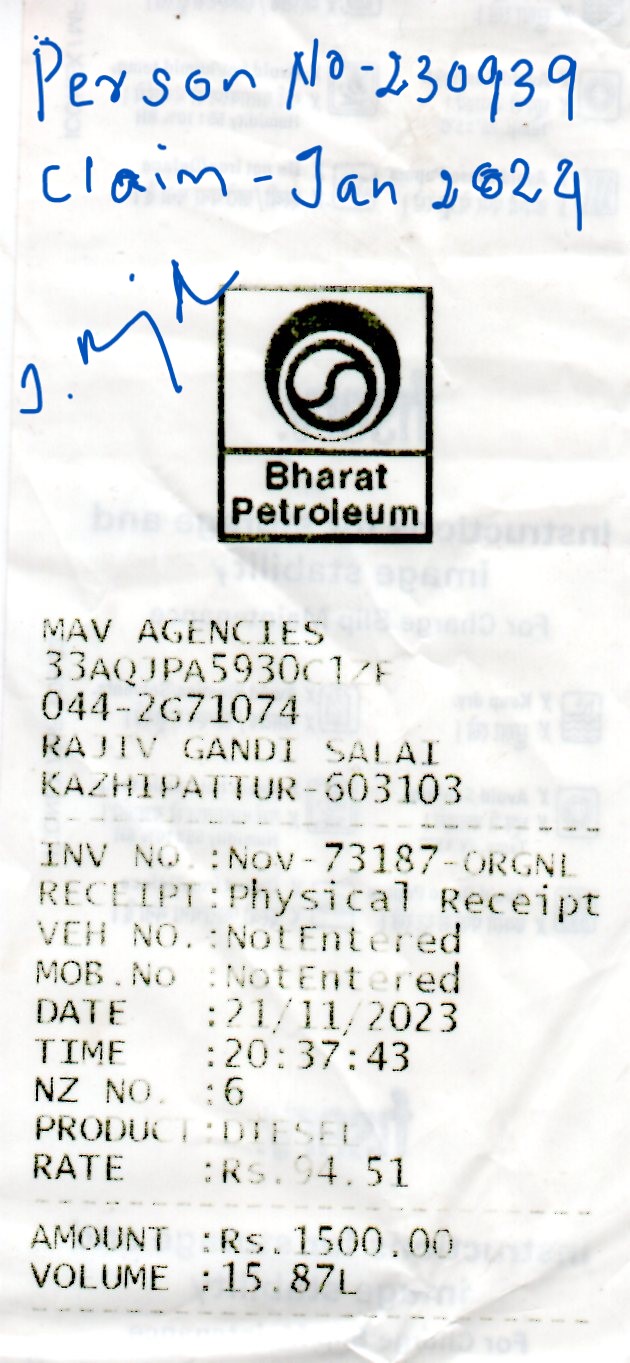 Person No-230939
Claim-Jan 2024
Bharat
Petroleum
MAV AGENCIES
044-2G71074
RAJIV GANDI SALAI
KAZHIPATTUR-603103
INV NO.:Nov-73187-ORGNL
RECEIPT:Physical Receipt
VEH NO.:NotEntered
MOB.No :NotEntered
DATE :21/11/2023
TIME :20:37:43
NZ NO. :6
PRODUCT:DIESEL
RATE :Rs.94.51
AMOUNT :Rs.1500.00
VOLUME :15.87L